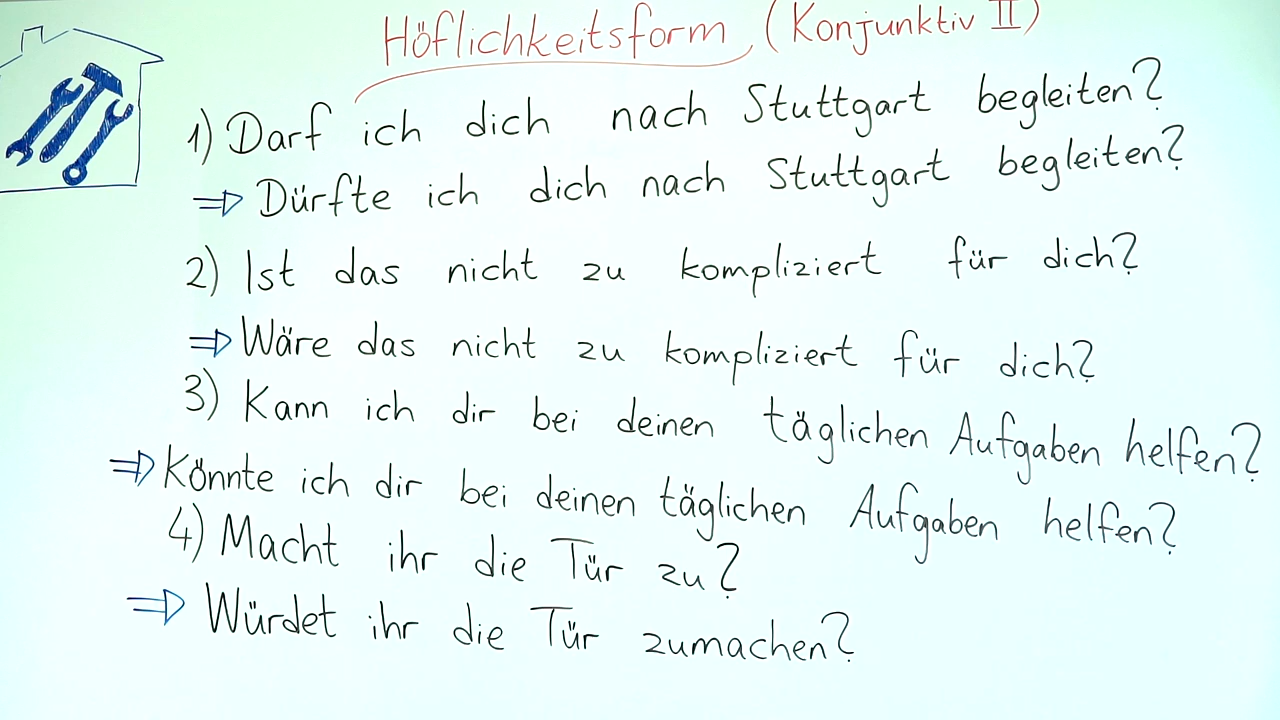 Höflichkeitsform (Konjunktiv II)
1) Darf ich dich nach Stuttgart begleiten?
⇒ Dürfte ich dich nach Stuttgart begleiten?
2) Ist das nicht zu kompliziert für dich?
⇒ Wäre das nicht zu kompliziert für dich?
3) Kann ich dir bei deinen täglichen Aufgaben helfen?
⇒ Könnte ich dir bei deinen täglichen Aufgaben helfen?
4) Macht ihr die Tür zu?
⇒ Würdet ihr die Tür zumachen?